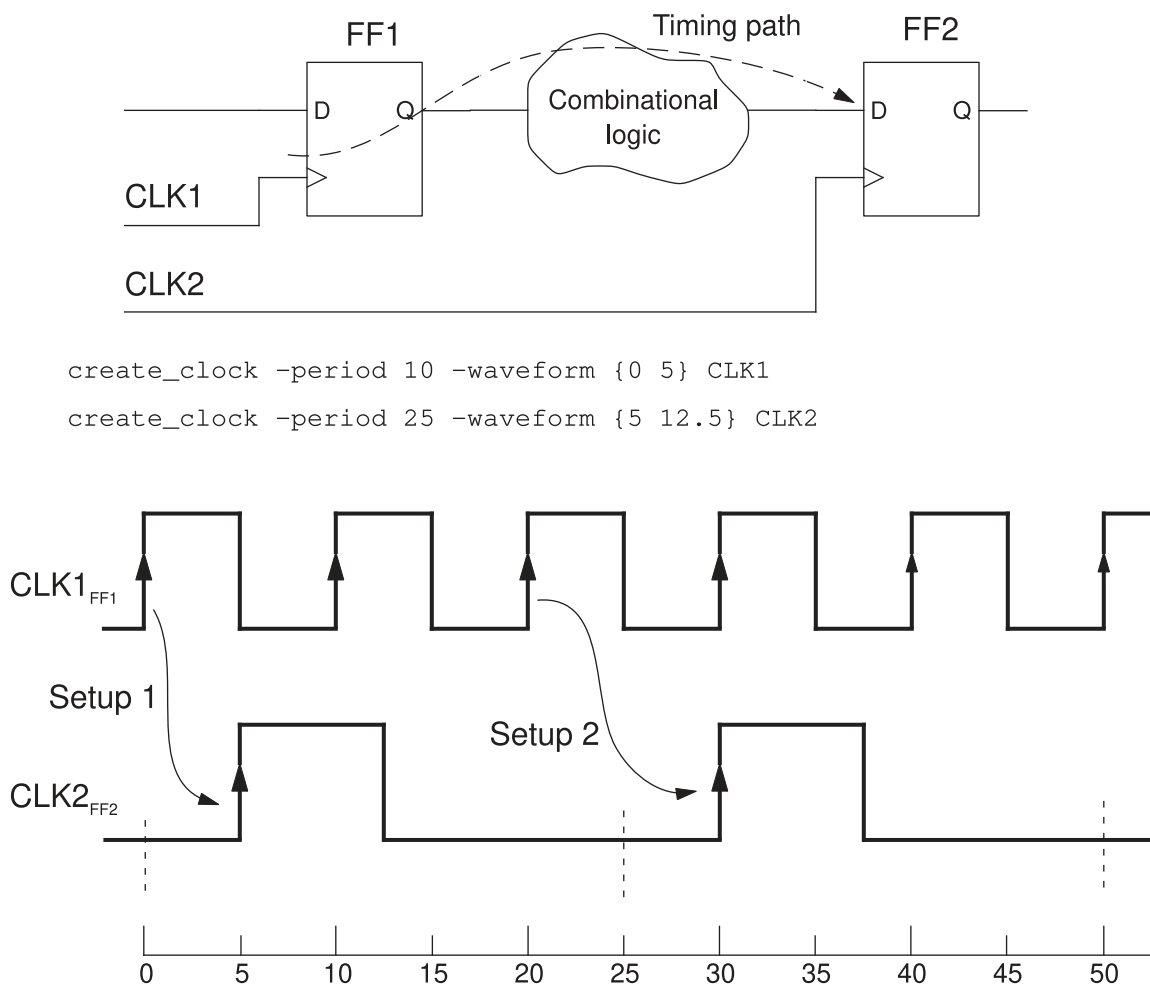 FF1
Timing path
FF2
D
Q
Combinational
logic
D
Q
CLK1
CLK2
create_clock -period 10 -waveform {0 5} CLK1
create_clock -period 25 -waveform {5 12.5} CLK2
CLK1FF1
Setup 1
Setup 2
CLK2FF2
0 5 10 15 20 25 30 35 40 45 50